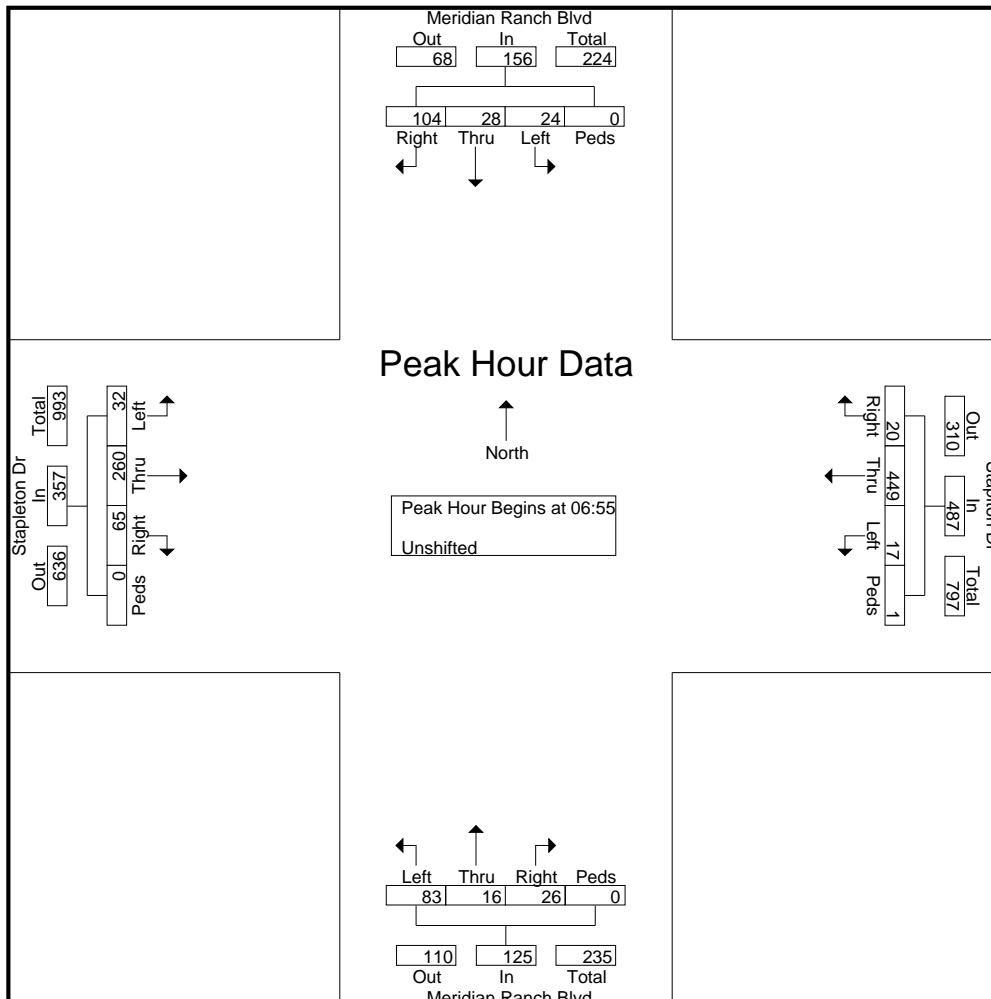 Meridian Ranch Blvd
Out In Total
68 156 224
104 28 24 0
Right Thru Left Peds
Peak Hour Data
North
Peak Hour Begins at 06:55
Unshifted
Stapleton Dr
Total In Out
993 357 636
32 260 65 0
Left Thru Right Peds
Right Thru Left Peds
20 449 17 1
Out In Total
310 487 797
Left Thru Right Peds
83 16 26 0
110 125 235
Out In Total
Meridian Ranch Blvd